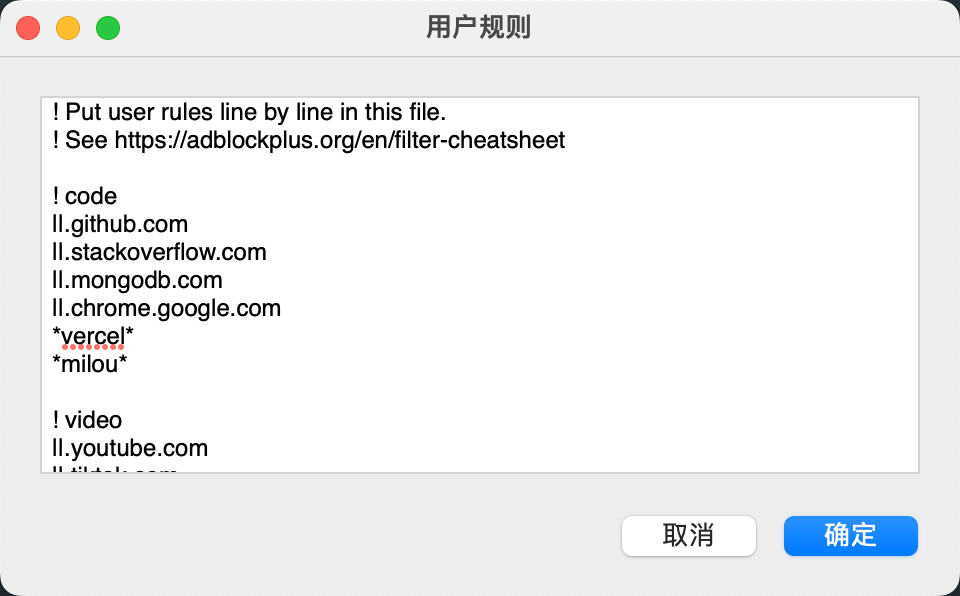 用户规则
! Put user rules line by line in this file.
! See https://adblockplus.org/en/filter-cheatsheet
! code
||.github.com
||.stackoverflow.com
||.mongodb.com
||.chrome.google.com
*vercel*
*milou*
! video
||.youtube.com
||.tiktok.com
取消
确定